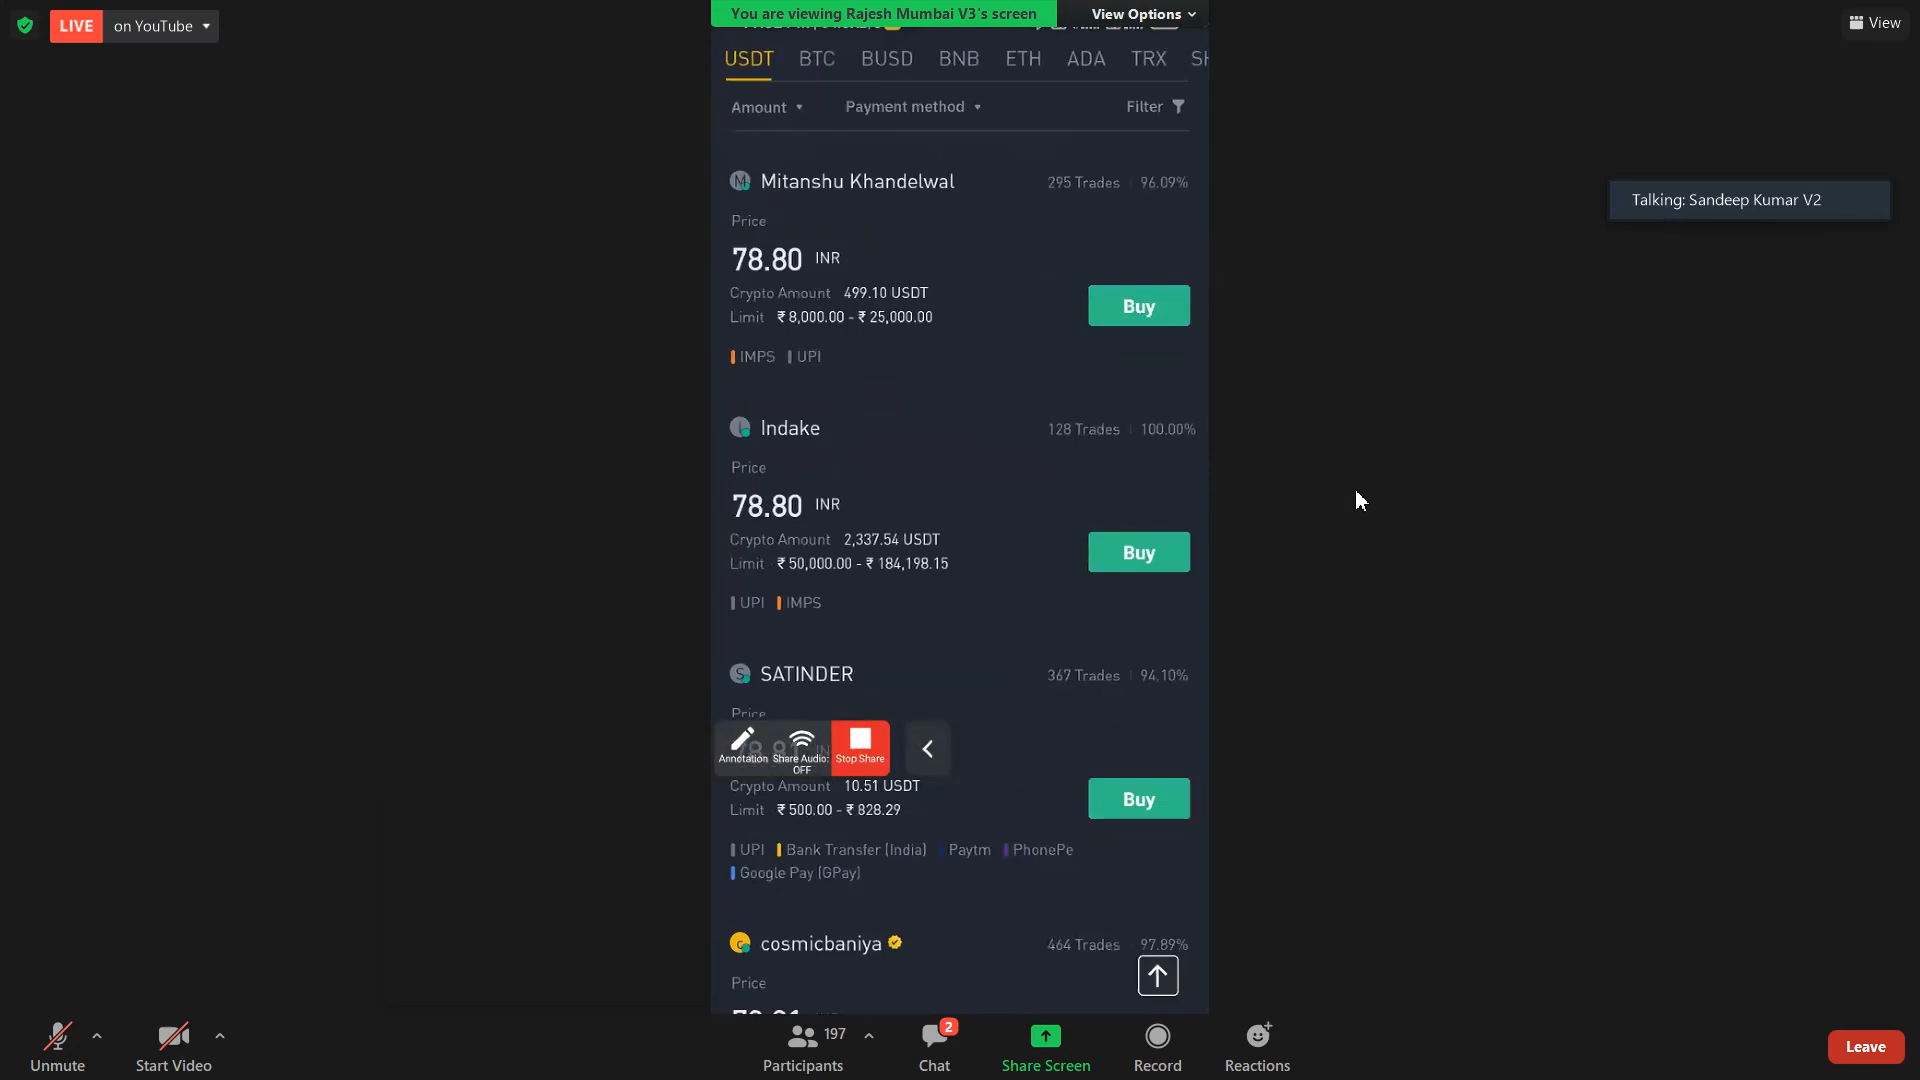 LIVE on YouTube
You are viewing Rajesh Mumbai V3's screen View Options
View
USDT BTC BUSD BNB ETH ADA TRX
Amount Payment method Filter
Talking: Sandeep Kumar V2
Mitanshu Khandelwal 295 Trades 96.09%
Price
78.80 INR
Crypto Amount 499.10 USDT
Limit ₹ 8,000.00 - ₹ 25,000.00
Buy
IMPS UPI
Indake 128 Trades 100.00%
Price
78.80 INR
Crypto Amount 2,337.54 USDT
Limit ₹ 50,000.00 - ₹ 184,198.15
Buy
UPI IMPS
SATINDER 367 Trades 94.10%
Price
Annotation Share Audio: OFF Stop Share
Crypto Amount 10.51 USDT
Limit ₹ 500.00 - ₹ 828.29
Buy
UPI Bank Transfer (India) Paytm PhonePe
Google Pay (GPay)
cosmicbaniya 464 Trades 97.89%
Price
Unmute Start Video
197 Participants
2 Chat
Share Screen
Record
Reactions
Leave